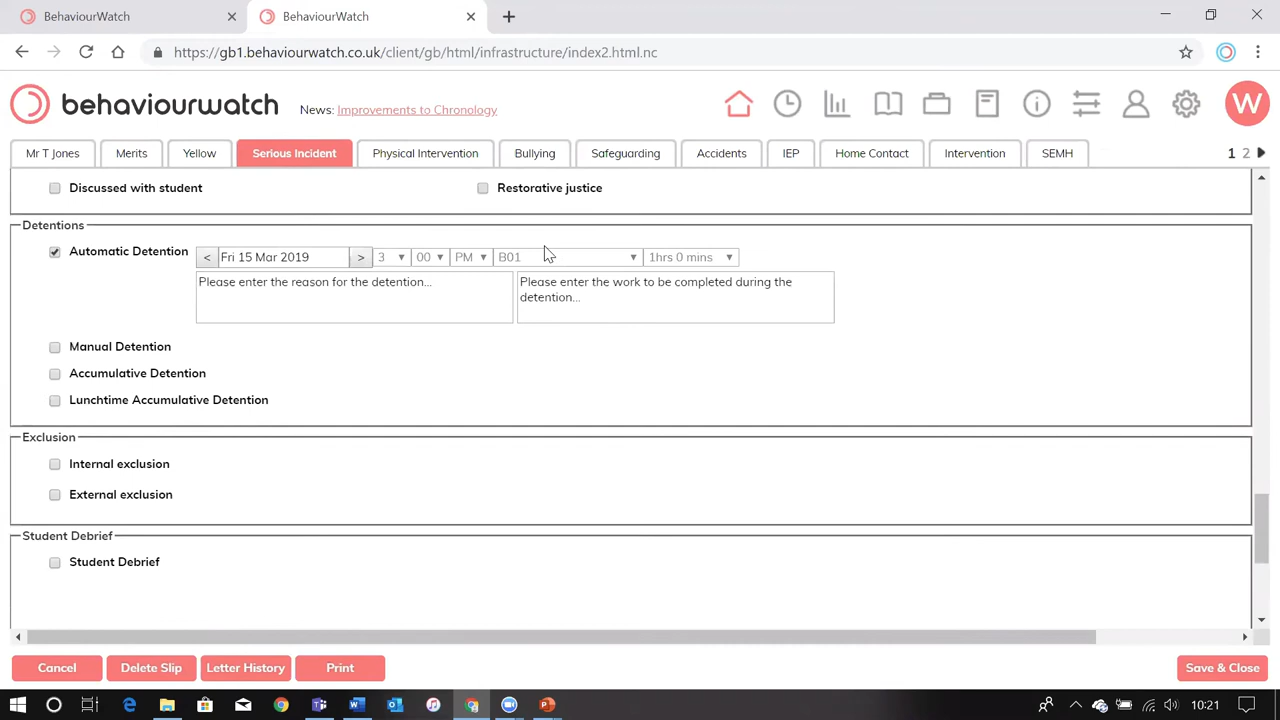 BehaviourWatch
BehaviourWatch
https://gb1.behaviourwatch.co.uk/client/gb/html/infrastructure/index2.html.nc
behaviourwatch
News: Improvements to Chronology
W
Mr T Jones Merits Yellow Serious Incident Physical Intervention Bullying Safeguarding Accidents IEP Home Contact Intervention SEMH 1 2
Discussed with student Restorative justice
Detentions
Automatic Detention < Fri 15 Mar 2019 > 3 00 PM B01 1hrs 0 mins
Please enter the reason for the detention...
Please enter the work to be completed during the
detention...
Manual Detention
Accumulative Detention
Lunchtime Accumulative Detention
Exclusion
Internal exclusion
External exclusion
Student Debrief
Student Debrief
Cancel Delete Slip Letter History Print Save & Close
10:21